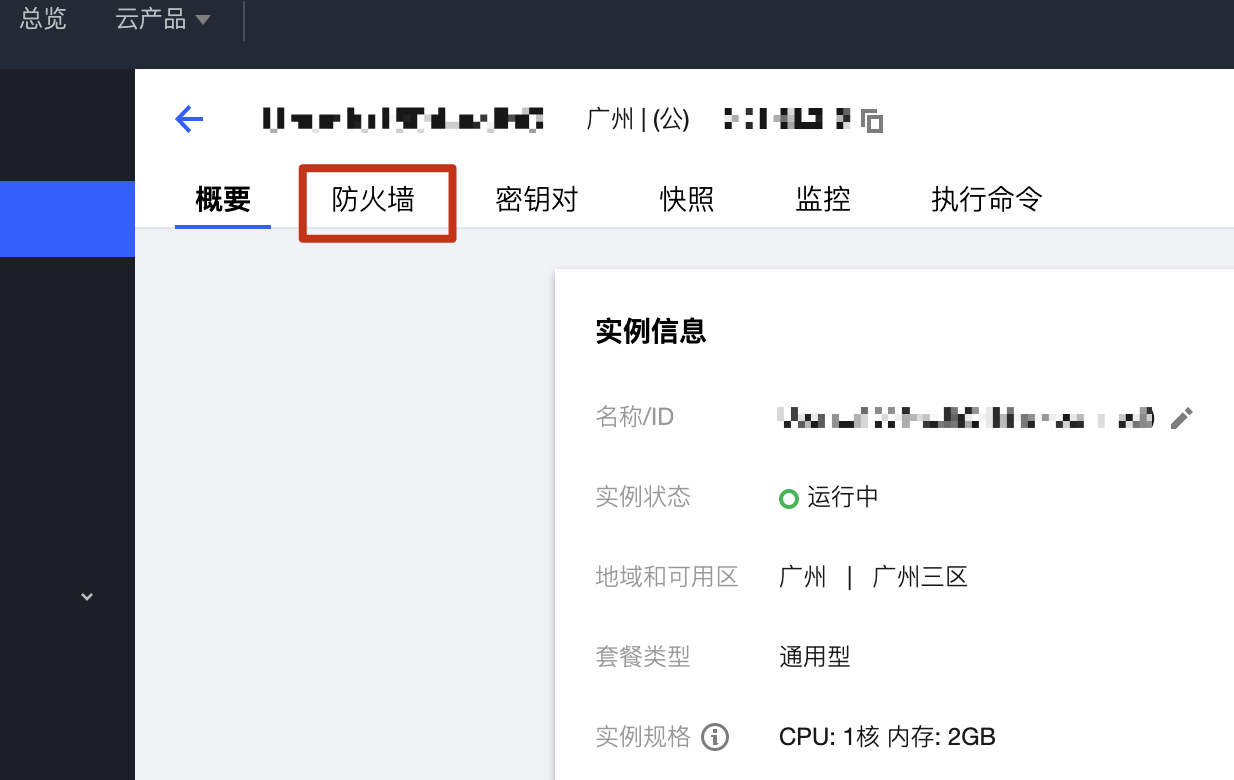 总览 云产品
广州 | (公)
概要 防火墙 密钥对 快照 监控 执行命令
实例信息
名称/ID
实例状态 运行中
地域和可用区 广州 | 广州三区
套餐类型 通用型
实例规格 CPU: 1核 内存: 2GB